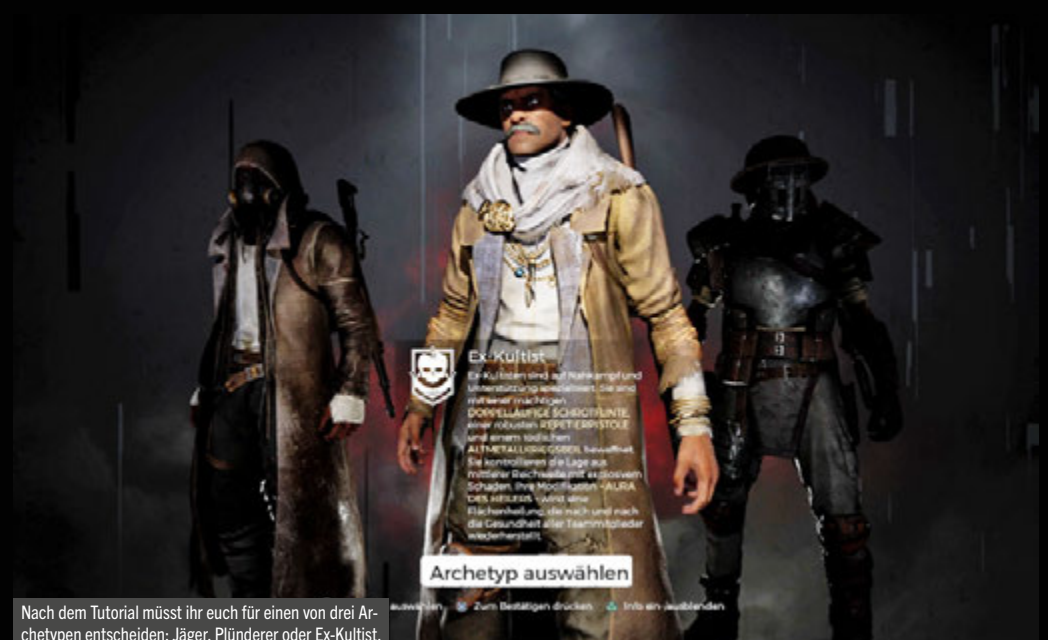 Ex-Kultist
Ex-Kultisten sind auf Nahkampf und
Unterstützung spezialisiert. Sie sind
mit einer mächtigen
DOPPELLÄUFIGE SCHROTFLINTE,
einer robusten REPETIERPISTOLE
und einem tödlichen
ALTMETALLKRIEGSBEIL bewaffnet.
Sie kontrollieren die Lage aus
mittlerer Reichweite mit explosivem
Schaden. Ihre Modifikation - AURA
DES HEILERS - wirkt eine
Flächenheilung, die nach und nach
die Gesundheit aller Teammitglieder
wiederherstellt.
Archetyp auswählen
auswählen Zum Bestätigen drücken Info ein-/ausblenden
Nach dem Tutorial müsst ihr euch für einen von drei Ar-
chetypen entscheiden: Jäger, Plünderer oder Ex-Kultist.